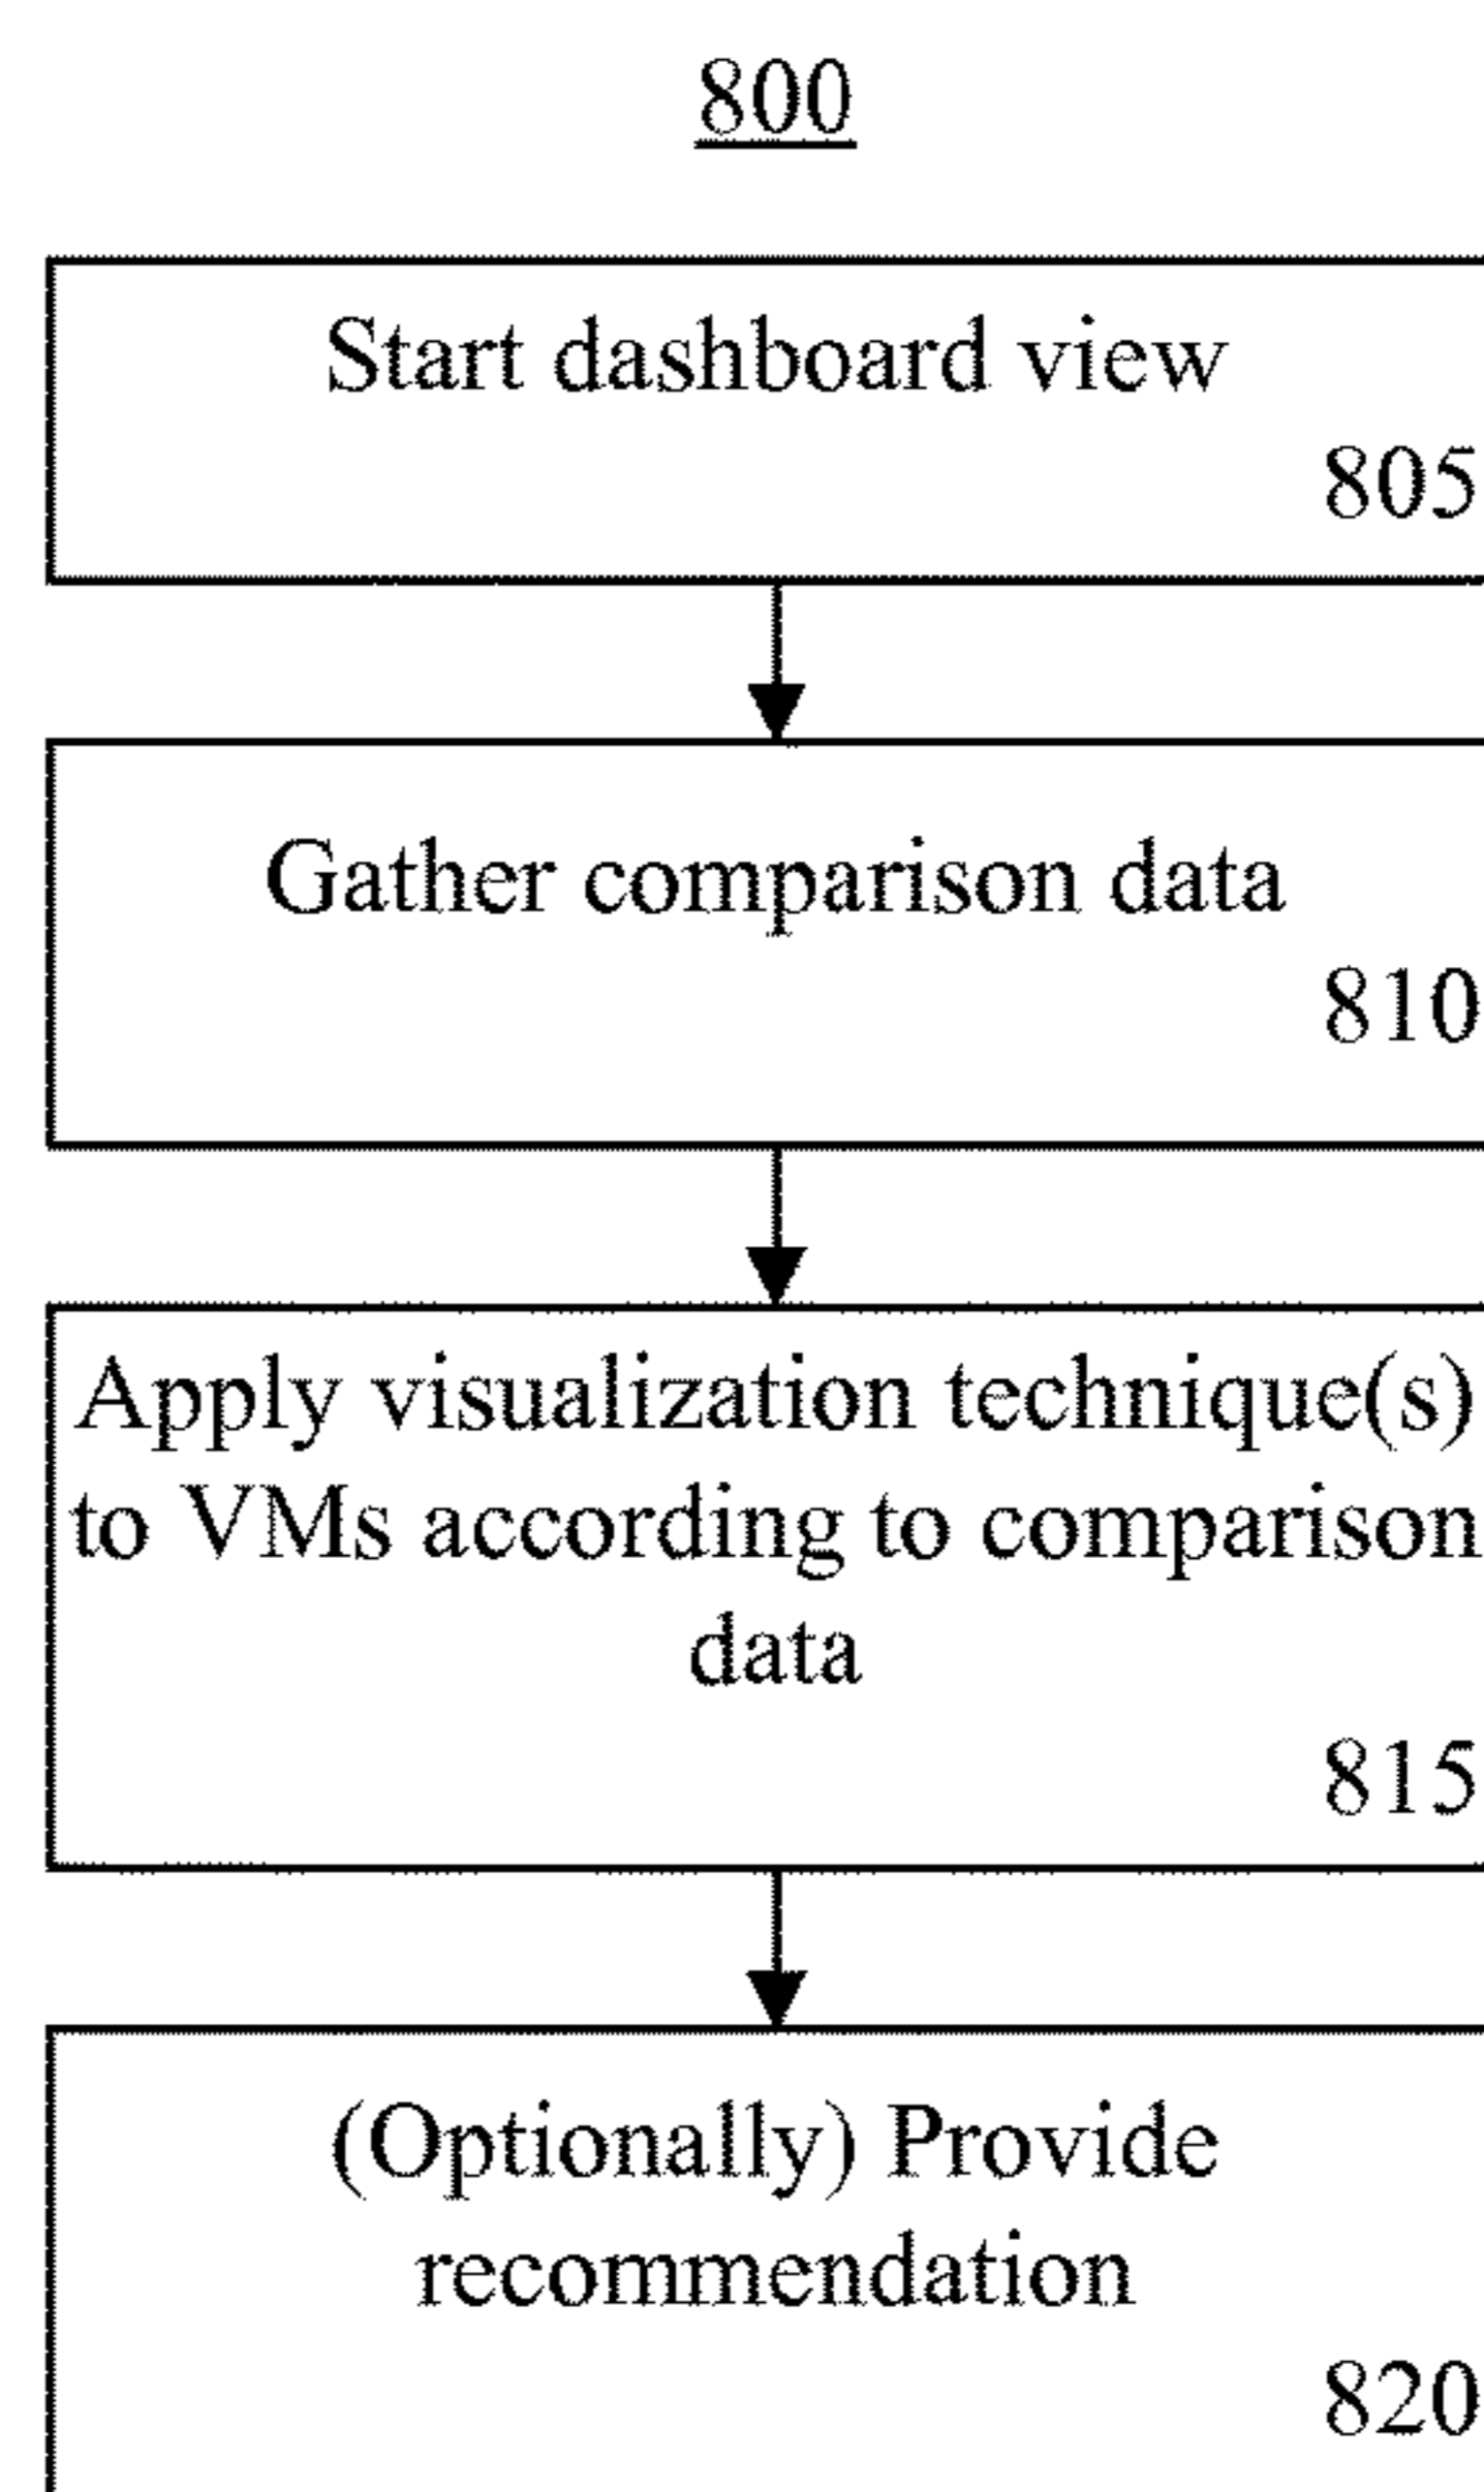 800
Start dashboard view
805
Gather comparison data
810
Apply visualization technique(s)
to VMs according to comparison
data
815
(Optionally) Provide
recommendation
820